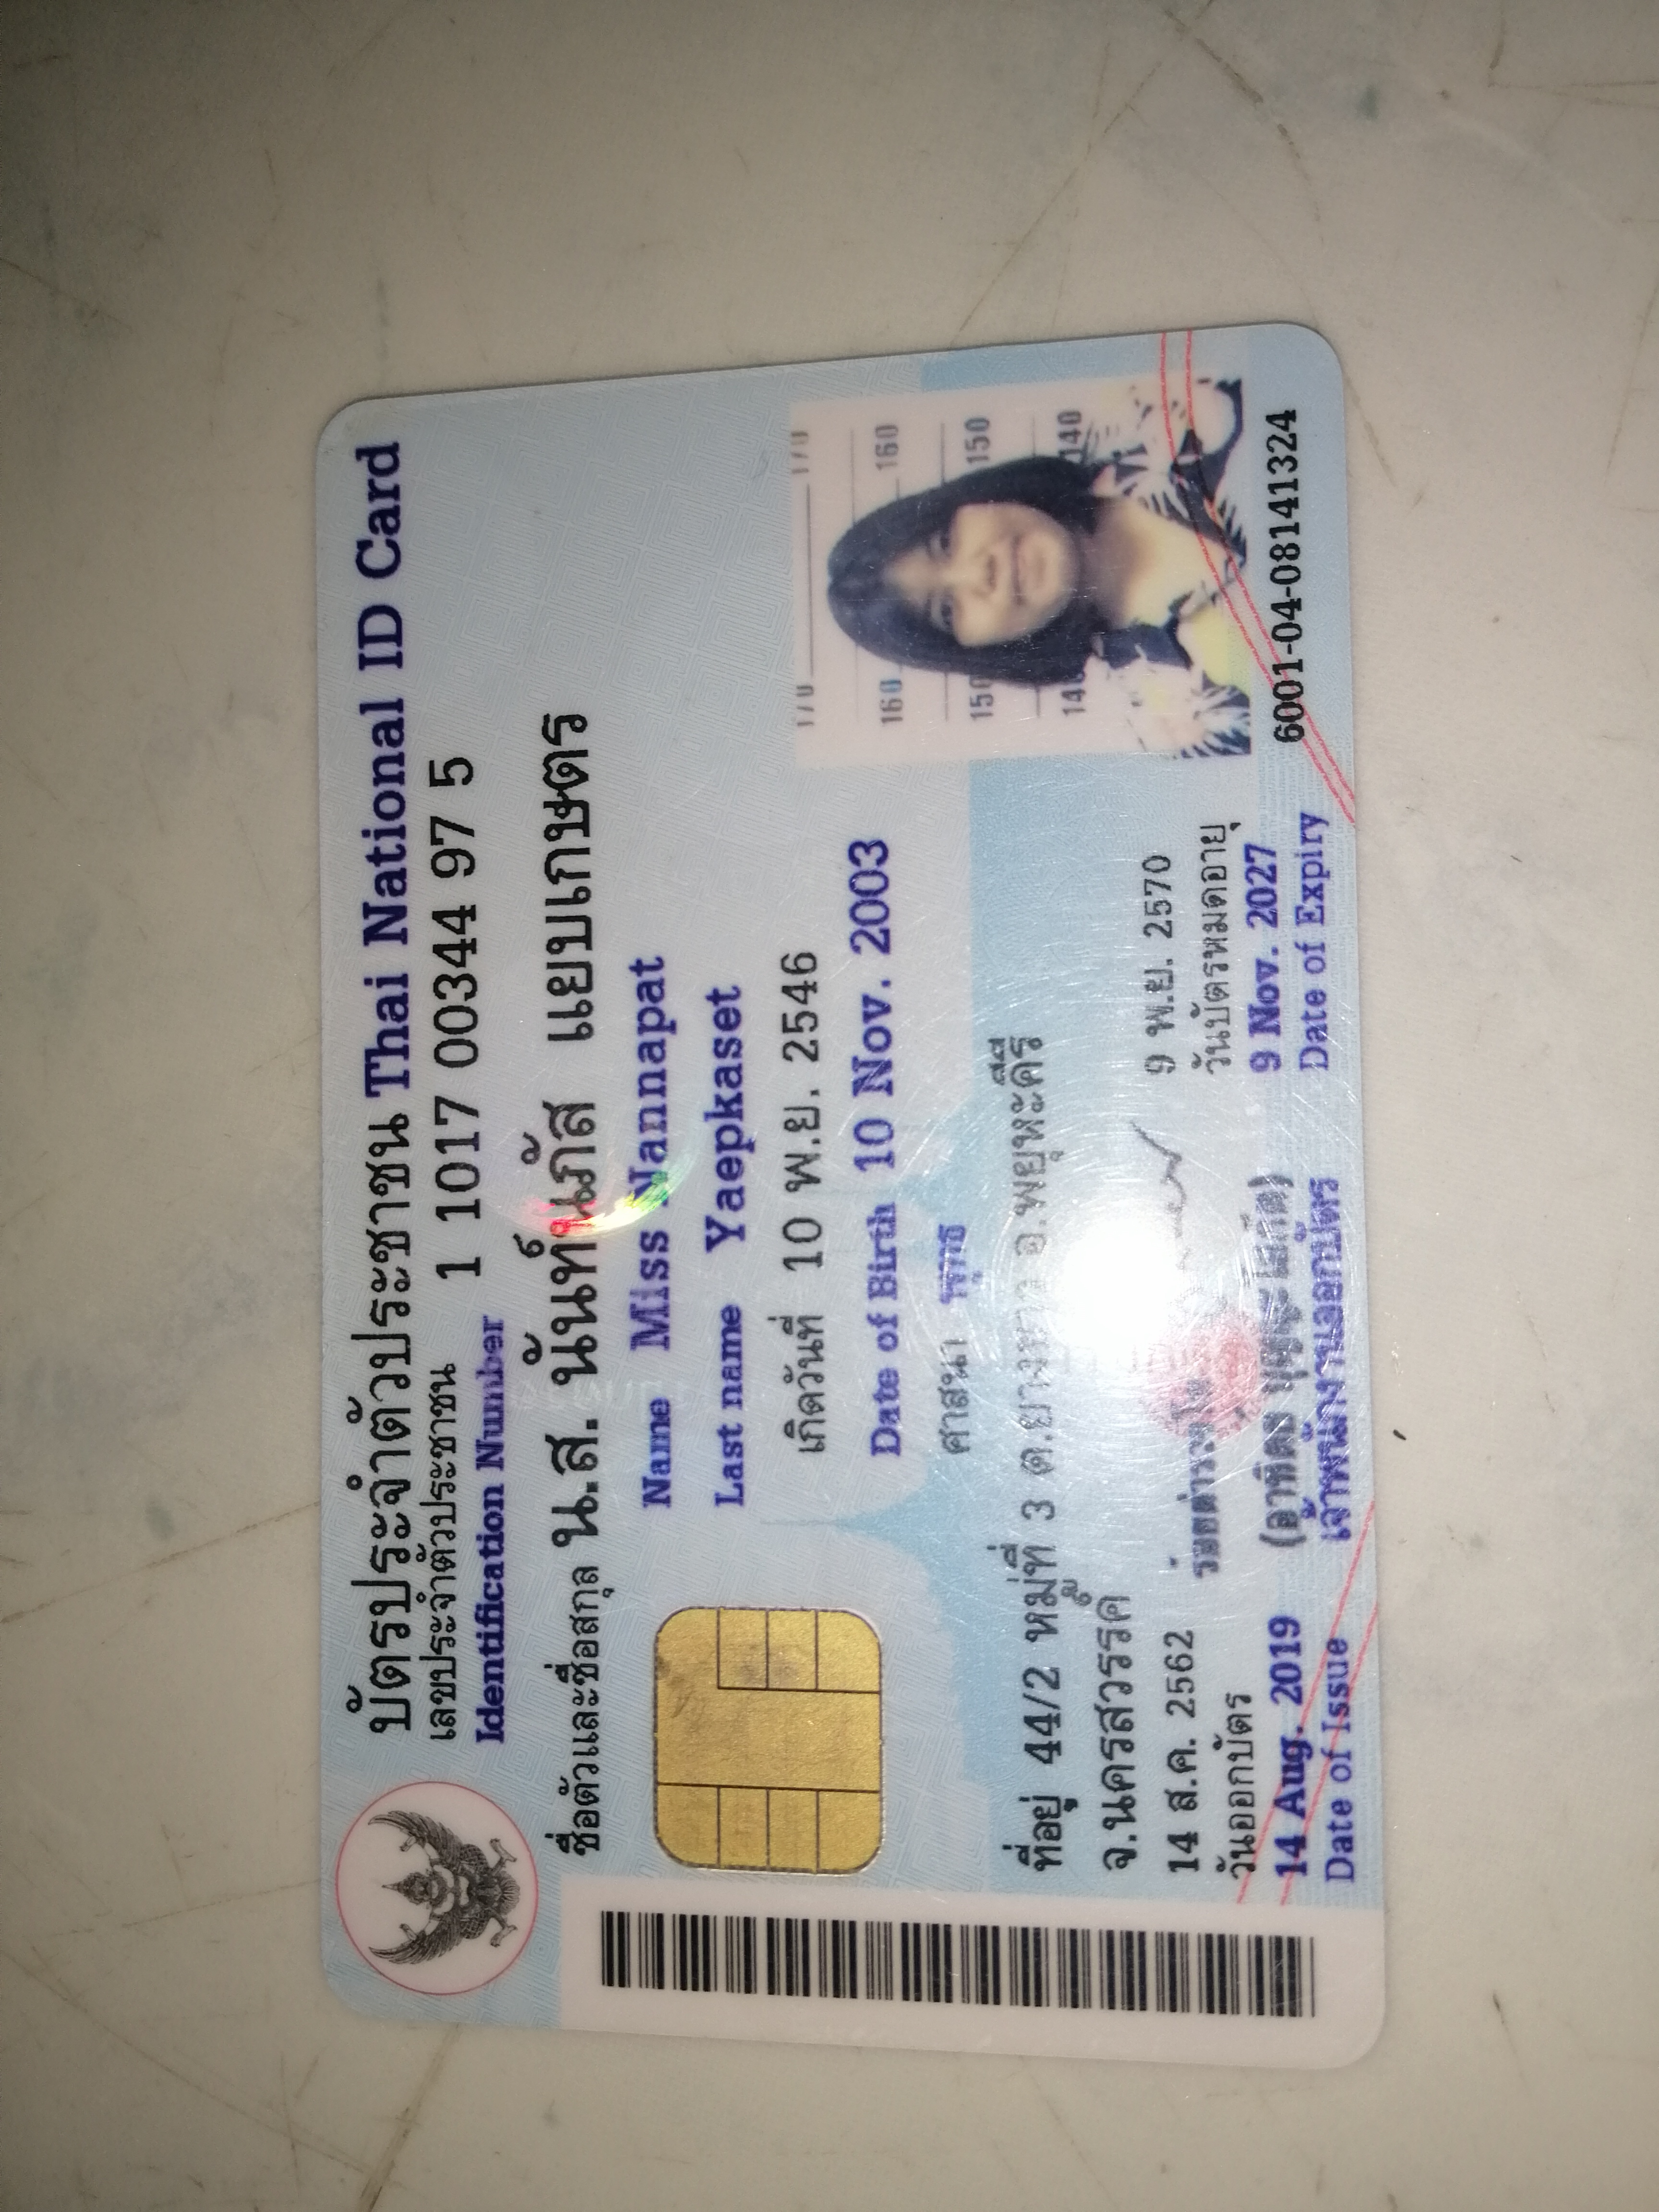 บัตรประจำตัวประชาชน Thai National ID Card
เลขประจำตัวประชาชน 1 1017 00344 97 5
Identification Number
ชื่อตัวและชื่อสกุล น.ส. นันท์นภัส แยบเกษตร
Name Miss Nannapat
Last name Yaepkaset
เกิดวันที่ 10 พ.ย. 2546
Date of Birth 10 Nov. 2003
ศาสนา พุทธ
170 170
160 160
150 150
140 140
ที่อยู่ 44/2 หมู่ที่ 3 อ.พยุหะคีรี
จ.นครสวรรค์
14 ส.ค. 2562
วันออกบัตร
14 Aug. 2019
Date of Issue
เจ้าพนักงานออกบัตร
9 พ.ย. 2570
วันบัตรหมดอายุ
9 Nov. 2027
Date of Expiry
6001-04-08141324